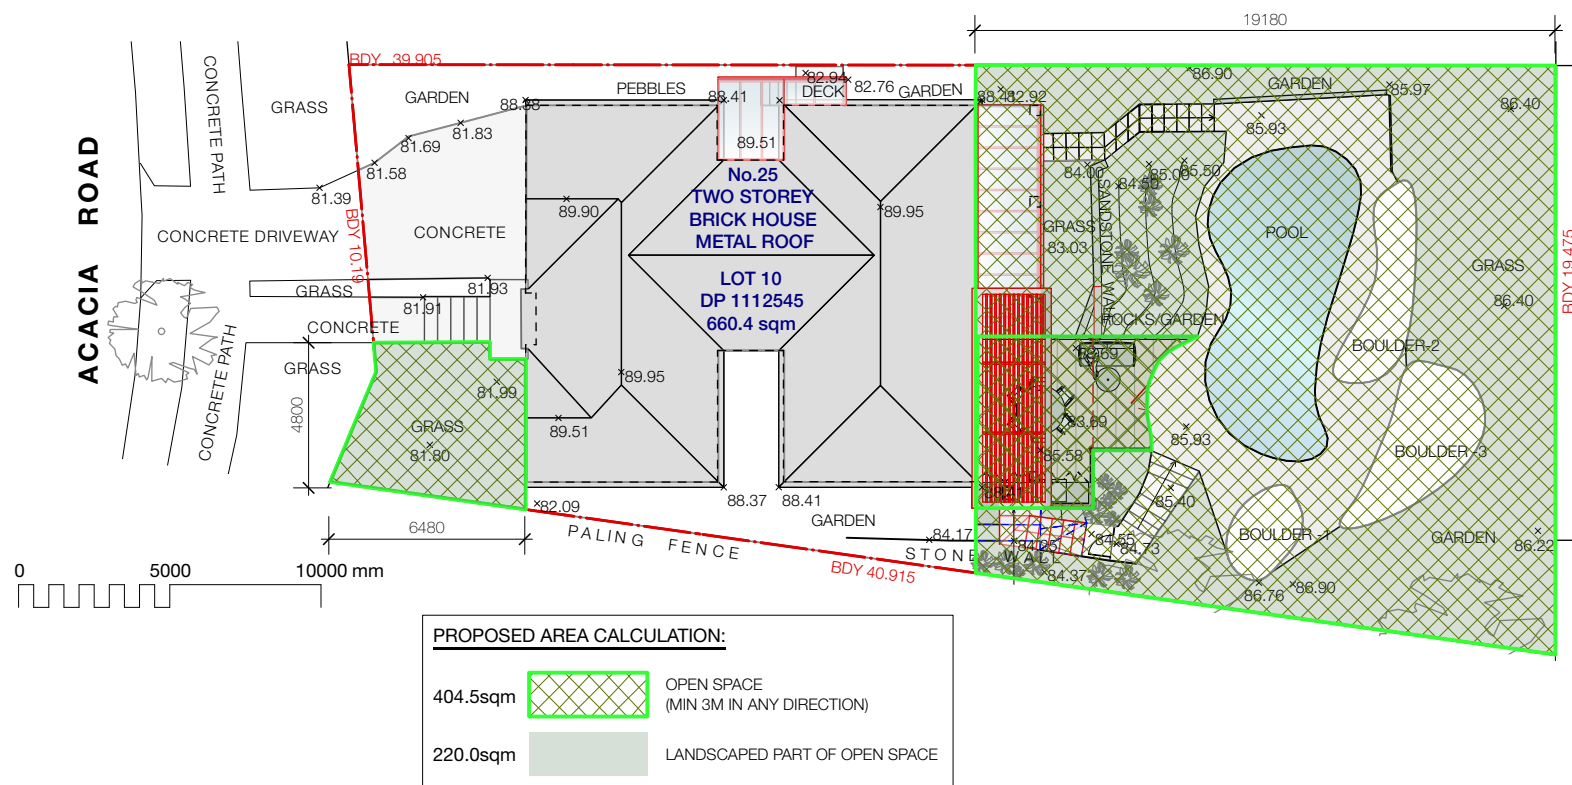 19180
BDY 39.905
CONCRETE PATH
GRASS
GARDEN
88.38
81.83
81.69
81.58
81.39
PEBBLES
88.41
82.94
DECK
82.76
GARDEN
82.92
86.90
GARDEN
85.97
86.40
85.93
ACACIA ROAD
BDY 10.19
CONCRETE DRIVEWAY
CONCRETE
89.90
89.51
No.25
TWO STOREY
BRICK HOUSE
METAL ROOF
LOT 10
DP 1112545
660.4 sqm
89.95
84.00
84.50
85.00
85.50
SANDSTONE WALL
GRASS
83.03
POOL
GRASS
86.40
BDY 19.475
GRASS
81.93
81.91
CONCRETE
CONCRETE PATH
GRASS
4800
81.99
GRASS
81.80
89.95
89.51
ROCKS/GARDEN
83.69
85.58
85.93
BOULDER-2
BOULDER -3
BOULDER -1
85.40
GARDEN
86.22
82.09
88.37
88.41
GARDEN
84.17
STONE WALL
84.55
84.73
84.37
86.76
86.90
6480
PALING FENCE
BDY 40.915
0
5000
10000 mm
PROPOSED AREA CALCULATION:
404.5sqm
OPEN SPACE
(MIN 3M IN ANY DIRECTION)
220.0sqm
LANDSCAPED PART OF OPEN SPACE